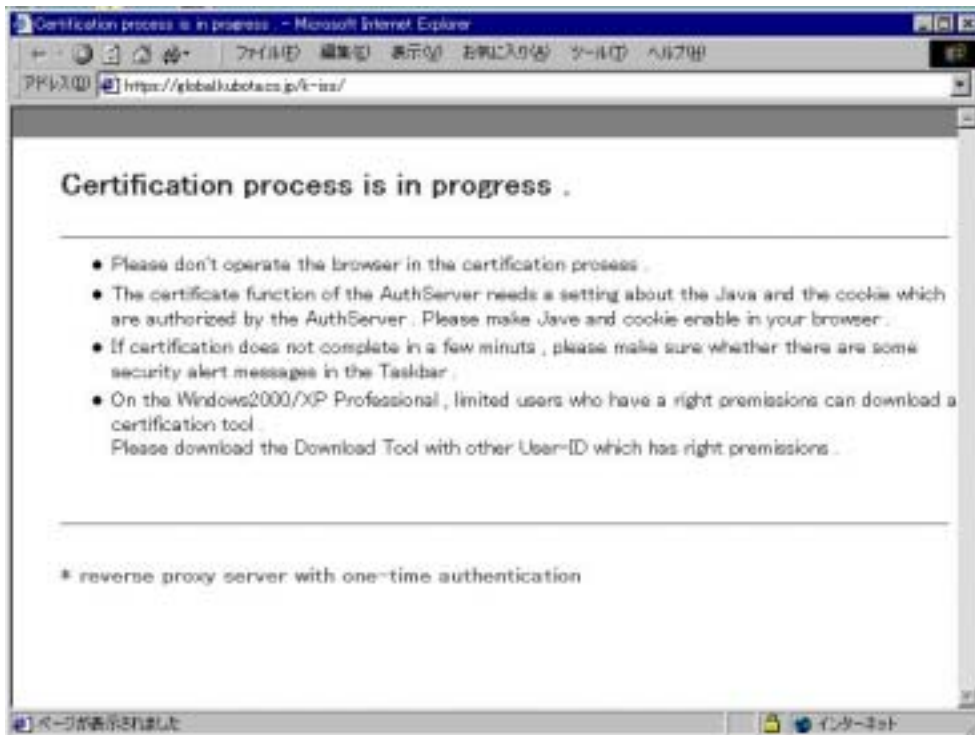 Certification process is in progress . - Microsoft Internet Explorer
ファイル(F) 編集(E) 表示(V) お気に入り(A) ツール(T) ヘルプ(H)
アドレス(D) https://global.kubota.co.jp/k-iss/
Certification process is in progress .
● Please don't operate the browser in the certification prosess .
● The certificate function of the AuthServer needs a setting about the Java and the cookie which
are authorized by the AuthServer . Please make Java and cookie enable in your browser .
● If certification does not complete in a few minuts , please make sure whether there are some
security alert messages in the Taskbar .
● On the Windows2000/XP Professional , limited users who have a right premissions can download a
certification tool .
Please download the Download Tool with other User-ID which has right premissions .
* reverse proxy server with one-time authentication
ページが表示されました インターネット